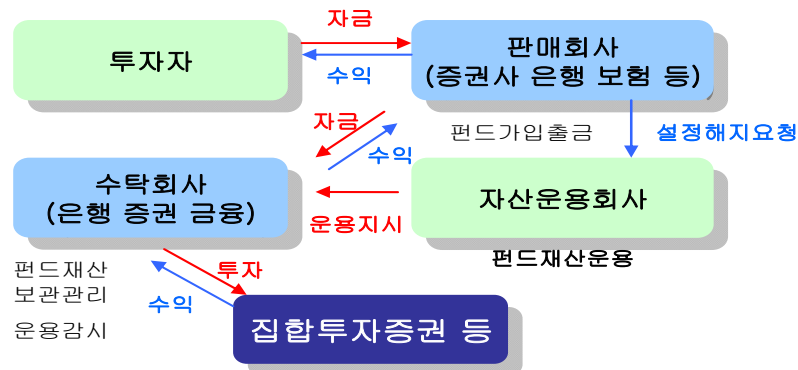 자금
투자자
판매회사
(증권사 은행 보험 등)
수익
자금
펀드가입출금
설정해지요청
수익
수탁회사
(은행 증권 금융)
자산운용회사
운용지시
펀드재산운용
펀드재산
보관관리
운용감시
투자
수익
집합투자증권 등